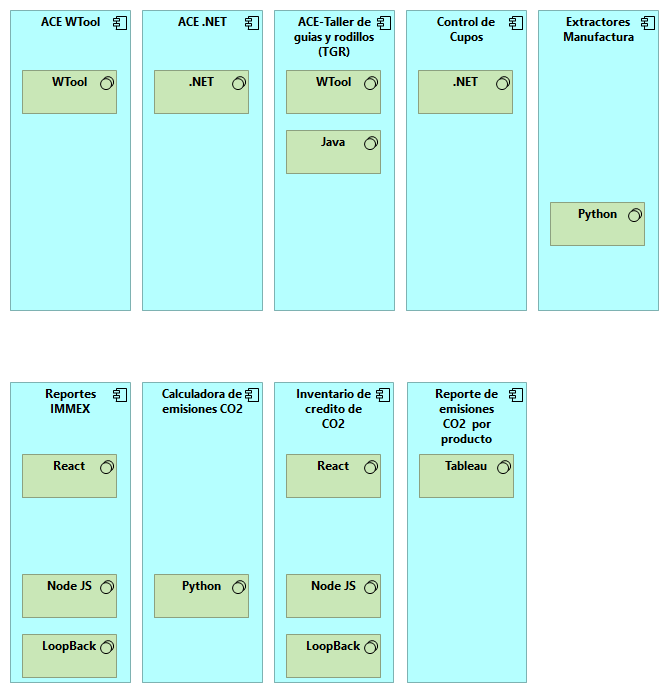 ACE WTool
WTool
ACE .NET
.NET
ACE-Taller de
guias y rodillos
(TGR)
WTool
Java
Control de
Cupos
.NET
Extractores
Manufactura
Python
Reportes
IMMEX
React
Node JS
LoopBack
Calculadora de
emisiones CO2
Python
Inventario de
credito de
CO2
React
Node JS
LoopBack
Reporte de
emisiones
CO2  por
producto
Tableau